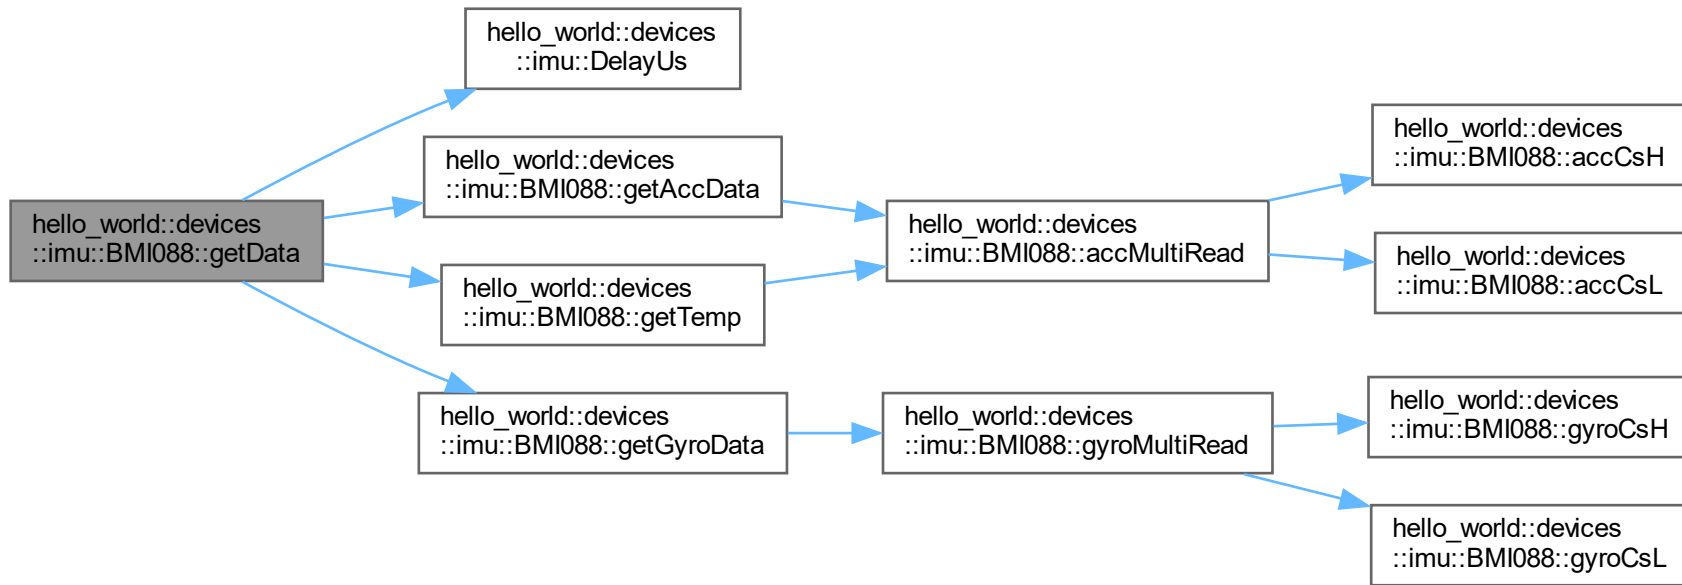 hello_world::devices
::imu::BMI088::getData
hello_world::devices
::imu::DelayUs
hello_world::devices
::imu::BMI088::getAccData
hello_world::devices
::imu::BMI088::getTemp
hello_world::devices
::imu::BMI088::getGyroData
hello_world::devices
::imu::BMI088::accMultiRead
hello_world::devices
::imu::BMI088::gyroMultiRead
hello_world::devices
::imu::BMI088::accCsH
hello_world::devices
::imu::BMI088::accCsL
hello_world::devices
::imu::BMI088::gyroCsH
hello_world::devices
::imu::BMI088::gyroCsL